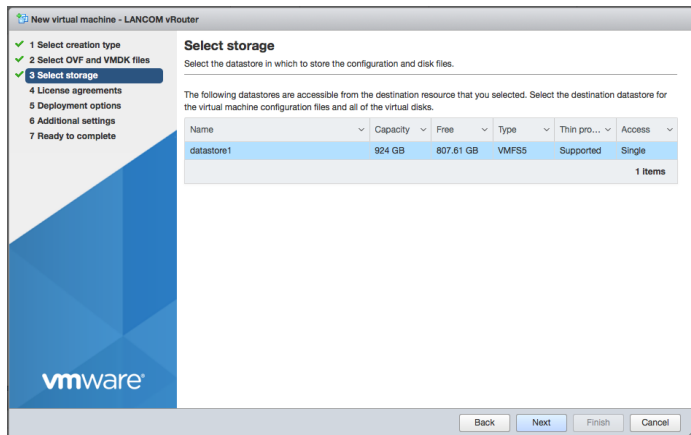 New virtual machine - LANCOM vRouter
1 Select creation type
2 Select OVF and VMDK files
3 Select storage
4 License agreements
5 Deployment options
6 Additional settings
7 Ready to complete
Select storage
Select the datastore in which to store the configuration and disk files.
The following datastores are accessible from the destination resource that you selected. Select the destination datastore for
the virtual machine configuration files and all of the virtual disks.
Name Capacity Free Type Thin pro... Access
datastore1 924 GB 807.61 GB VMFS5 Supported Single
1 items
vmware®
Back Next Finish Cancel